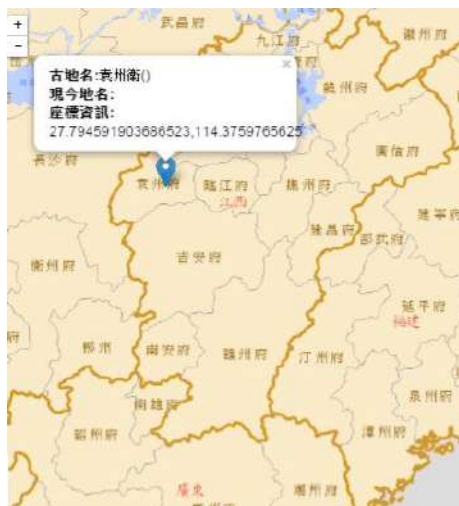 +
-
武昌府
九江府
徽州府
饒州府
古地名:袁州衛()
現今地名:
座標資訊:
27.794591903686523,114.3759765625
×
長沙府
廣信府
袁州府
臨江府
撫州府
江西
建寧府
建昌府
邵武府
吉安府
衡州府
延平府
福建
郴州
南安府
贛州府
汀州府
泉州府
南雄府
韶州府
漳州府
廣東
潮州府